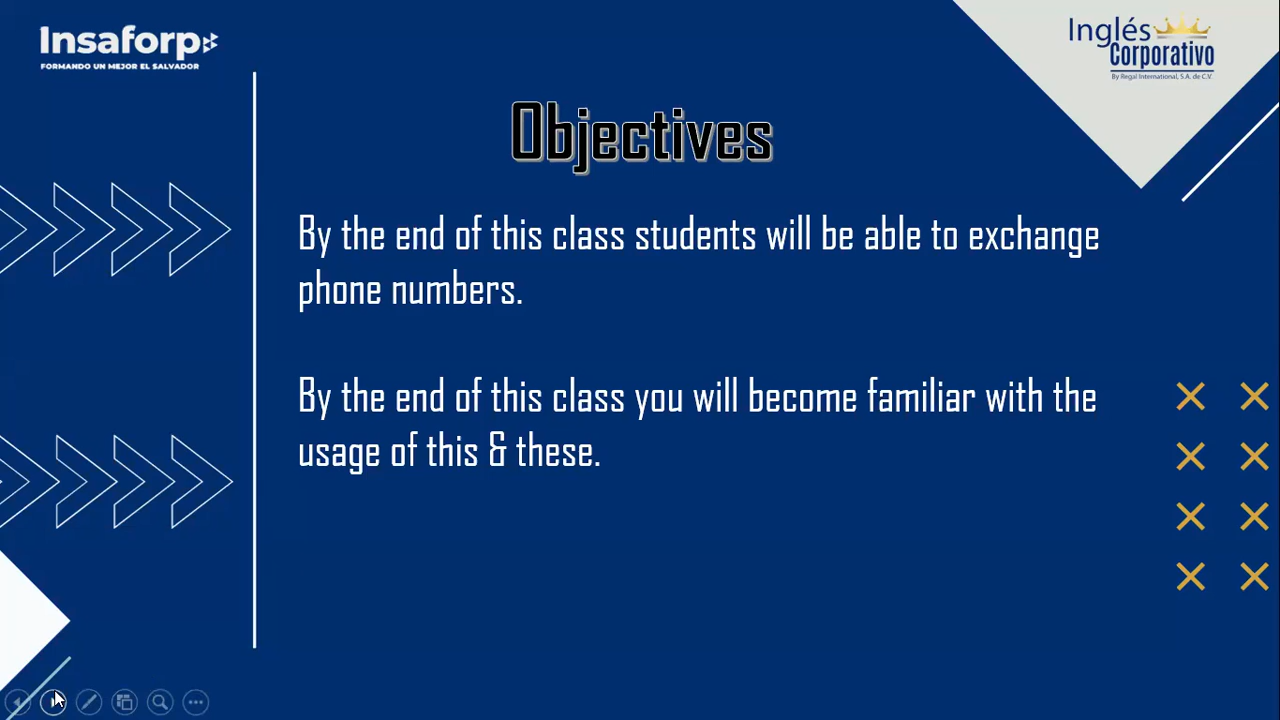 Insaforp
FORMANDO UN MEJOR EL SALVADOR
Inglés
Corporativo
By Regal International, S.A. de C.V.
Objectives
By the end of this class students will be able to exchange
phone numbers.
By the end of this class you will become familiar with the
usage of this & these.